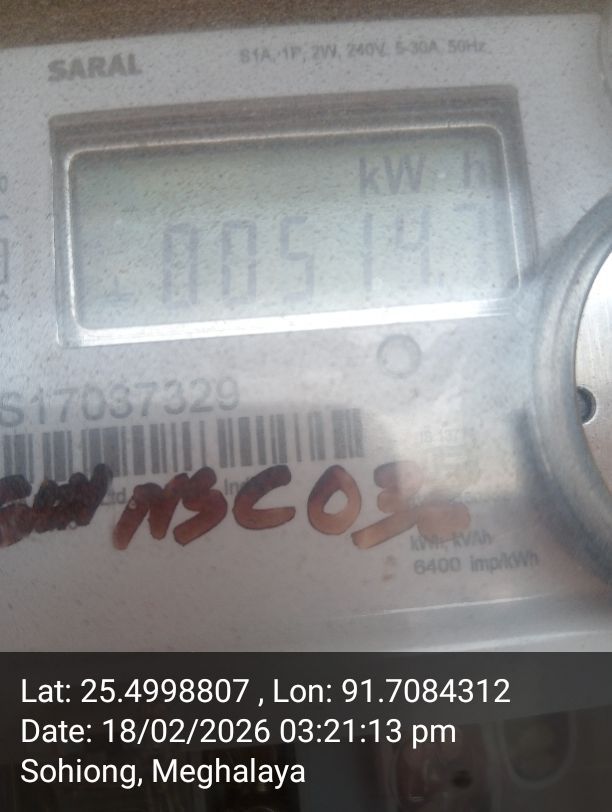 SARAL
S1A, 1P, 2W, 240V, 5-30A, 50Hz
kW h
00514.7
S17037329
NSC03
kWh, kVAh
6400 imp/kWh
Lat: 25.4998807 , Lon: 91.7084312
Date: 18/02/2026 03:21:13 pm
Sohiong, Meghalaya